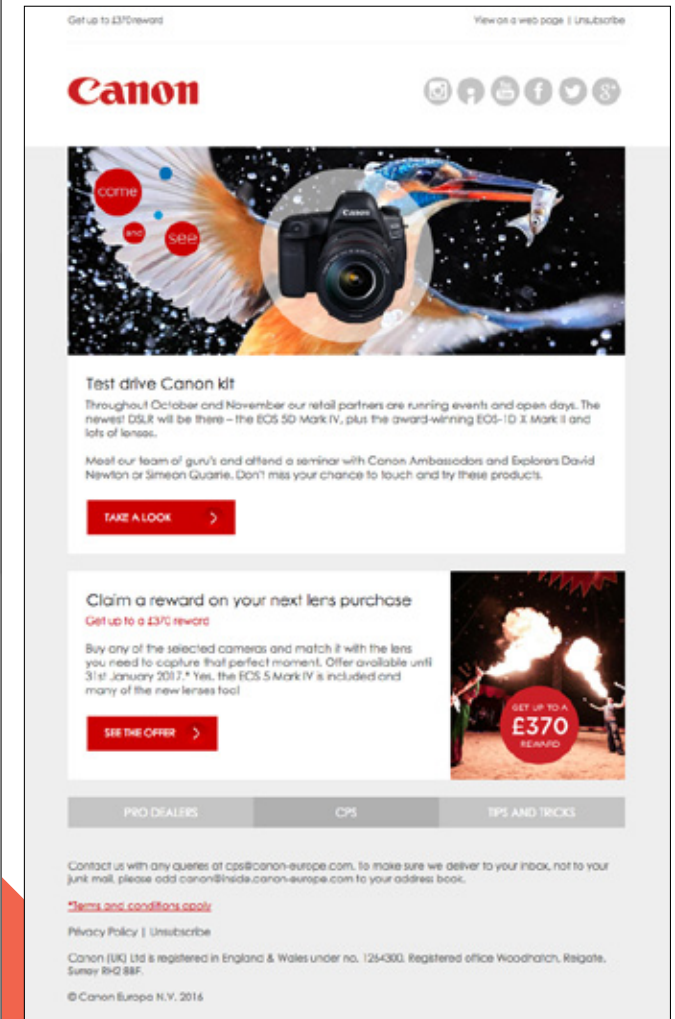 Get up to £370 reward
View on a web page | Unsubscribe
Canon
You Tube
come
and
see
Canon
Test drive Canon kit
Throughout October and November our retail partners are running events and open days. The
newest DSLR will be there – the EOS 5D Mark IV, plus the award-winning EOS-1D X Mark II and
lots of lenses.
Meet our team of guru's and attend a seminar with Canon Ambassadors and Explorers David
Newton or Simeon Quarrie. Don't miss your chance to touch and try these products.
TAKE A LOOK
Claim a reward on your next lens purchase
Get up to a £370 reward
Buy any of the selected cameras and match it with the lens
you need to capture that perfect moment. Offer available until
31st January 2017.* Yes, the EOS 5 Mark IV is included and
many of the new lenses too!
SEE THE OFFER
GET UP TO A
£370
REWARD
PRO DEALERS
CPS
TIPS AND TRICKS
Contact us with any queries at cps@canon-europe.com. To make sure we deliver to your inbox, not to your
junk mail, please add canon@inside.canon-europe.com to your address book.
*Terms and conditions apply
Privacy Policy | Unsubscribe
Canon (UK) Ltd is registered in England & Wales under no. 1264300. Registered office Woodhatch, Reigate,
Surrey RH2 8BF.
© Canon Europa N.V. 2016